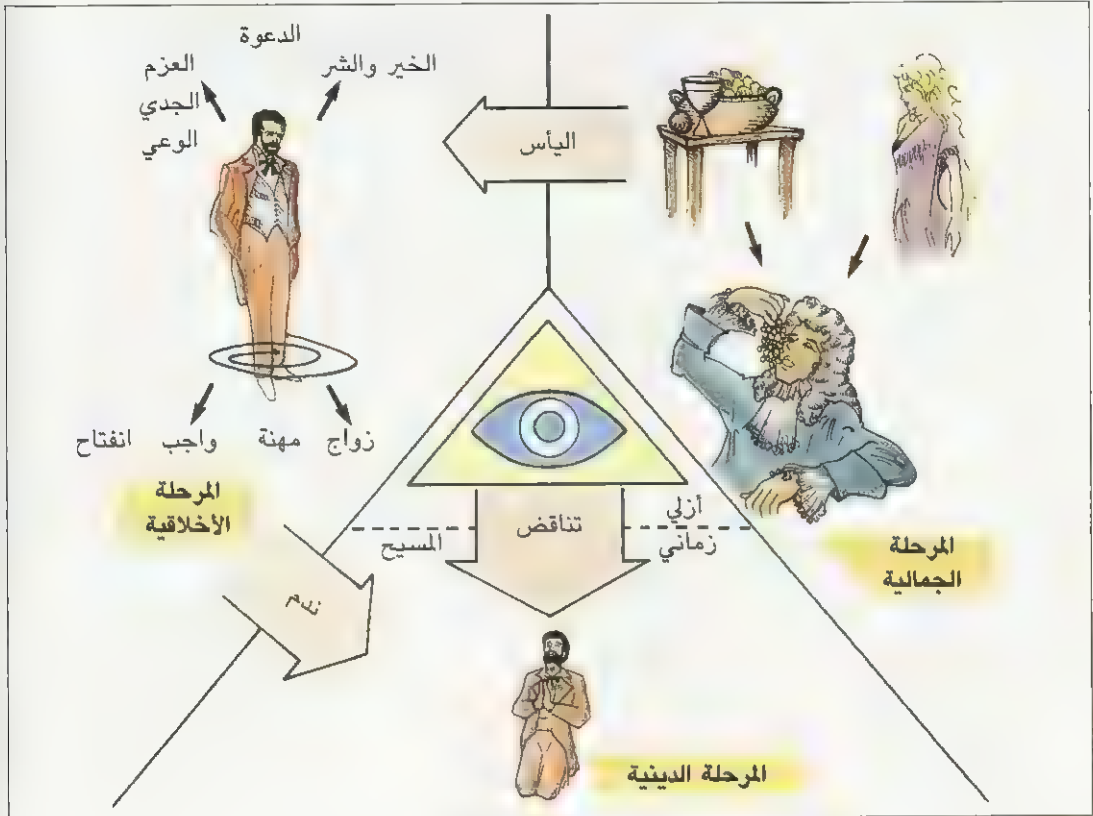 الدعوة
الخير والشر
العزم
الجدي
الوعي
اليأس
زواج
مهنة
واجب
انفتاح
المرحلة
الأخلاقية
تناقض
أزلي
زماني
المسيح
المرحلة
الجمالية
ندم
المرحلة الدينية